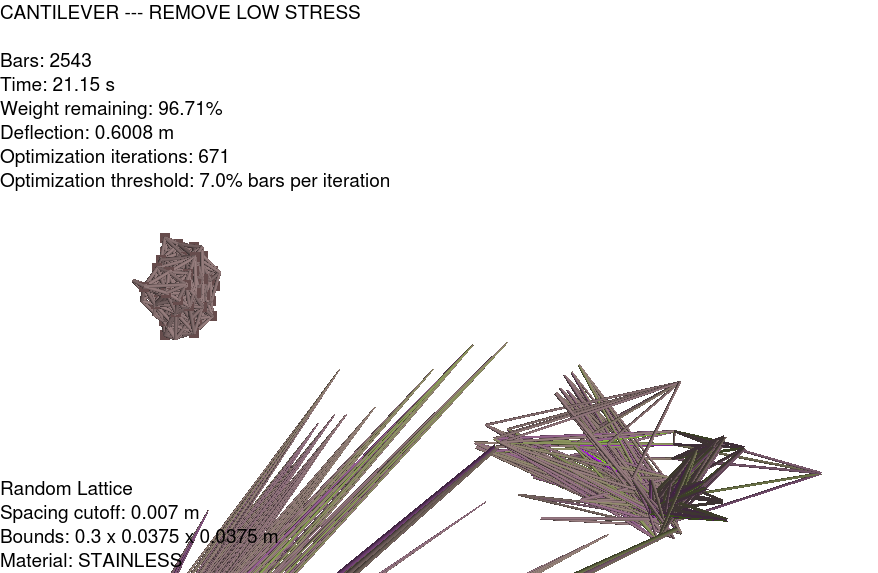 CANTILEVER --- REMOVE LOW STRESS
Bars: 2543
Time: 21.15 s
Weight remaining: 96.71%
Deflection: 0.6008 m
Optimization iterations: 671
Optimization threshold: 7.0% bars per iteration
Random Lattice
Spacing cutoff: 0.007 m
Bounds: 0.3 x 0.0375 x 0.0375 m
Material: STAINLESS